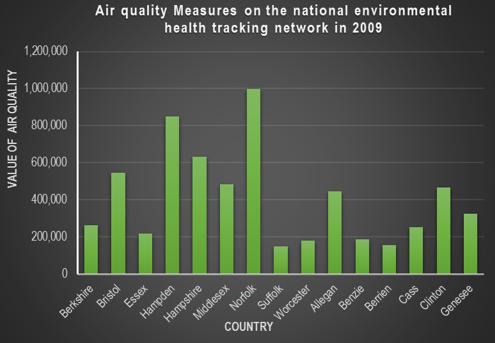 Air quality Measures on the national environmental
health tracking network in 2009
VALUE OF AIR QUALITY
1,200,000
1,000,000
800,000
600,000
400,000
200,000
0
Berkshire
Bristol
Essex
Hampden
Hampshire
Middlesex
Norfolk
Suffolk
Worcester
Allegan
Benzie
Berrien
Cass
Clinton
Genesee
COUNTRY